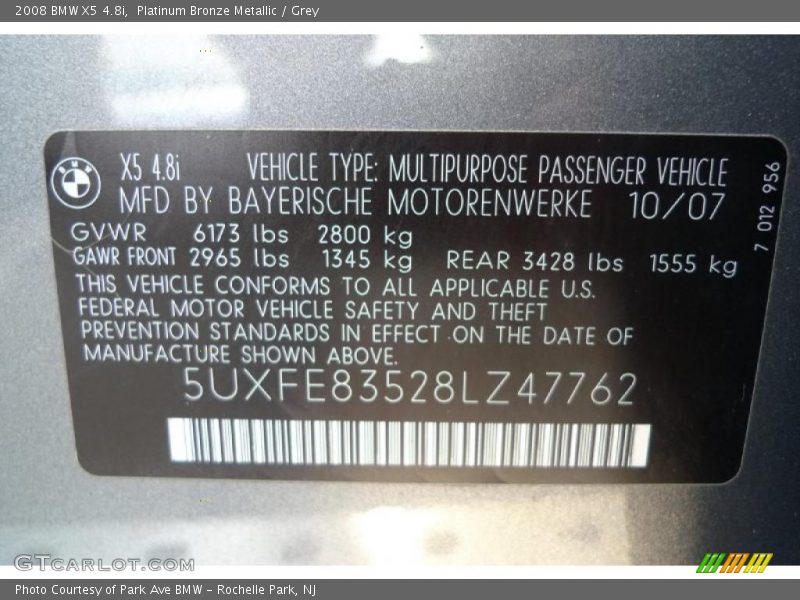 2008 BMW X5 4.8i, Platinum Bronze Metallic / Grey
X5 4.8i VEHICLE TYPE: MULTIPURPOSE PASSENGER VEHICLE
MFD BY BAYERISCHE MOTORENWERKE 10/07
GVWR 6173 lbs 2800 kg
GAWR FRONT 2965 lbs 1345 kg REAR 3428 lbs 1555 kg
THIS VEHICLE CONFORMS TO ALL APPLICABLE U.S.
FEDERAL MOTOR VEHICLE SAFETY AND THEFT
PREVENTION STANDARDS IN EFFECT ON THE DATE OF
MANUFACTURE SHOWN ABOVE.
5UXFE83528LZ47762
7 012 956
GTcarlot.com
Photo Courtesy of Park Ave BMW - Rochelle Park, NJ